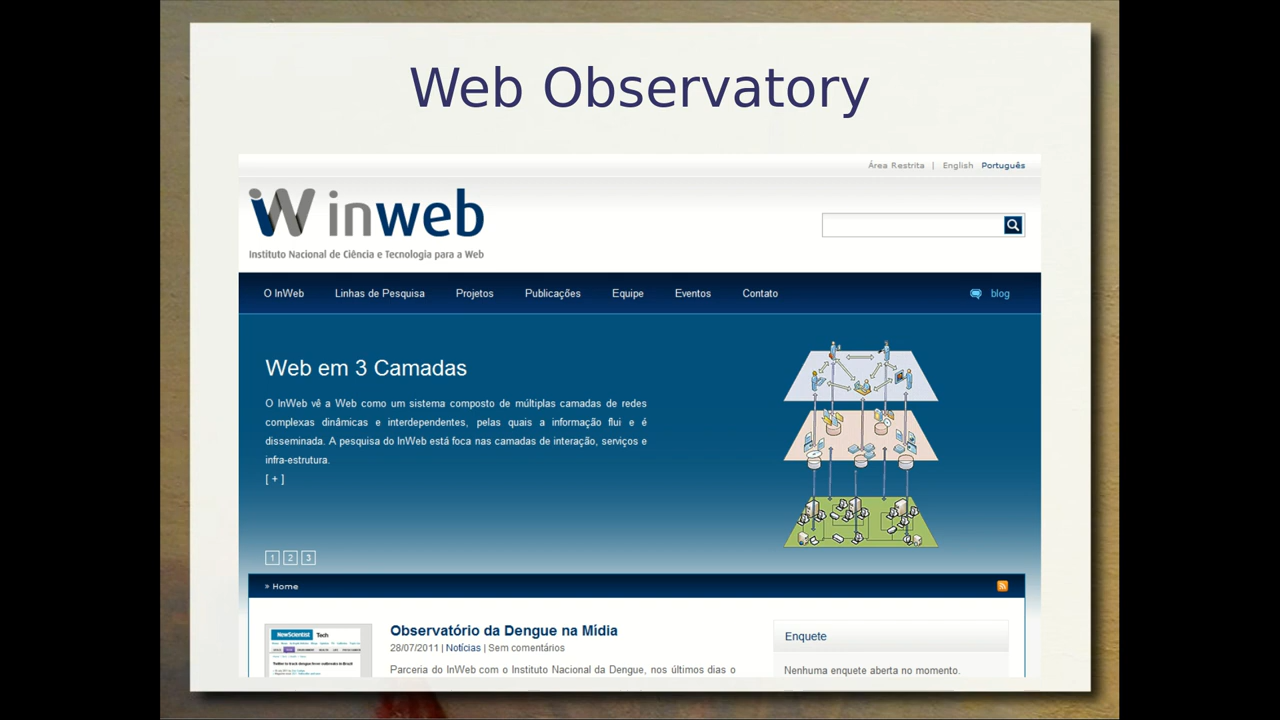 Web Observatory
Área Restrita | English Português
inweb
Instituto Nacional de Ciência e Tecnologia para a Web
O InWeb Linhas de Pesquisa Projetos Publicações Equipe Eventos Contato blog
Web em 3 Camadas
O InWeb vê a Web como um sistema composto de múltiplas camadas de redes
complexas dinâmicas e interdependentes, pelas quais a informação flui e é
disseminada. A pesquisa do InWeb está foca nas camadas de interação, serviços e
infra-estrutura.
[ + ]
1 2 3
» Home
NewScientist Tech
Observatório da Dengue na Mídia
28/07/2011 | Notícias | Sem comentários
Parceria do InWeb com o Instituto Nacional da Dengue, nos últimos dias o
Enquete
Nenhuma enquete aberta no momento.